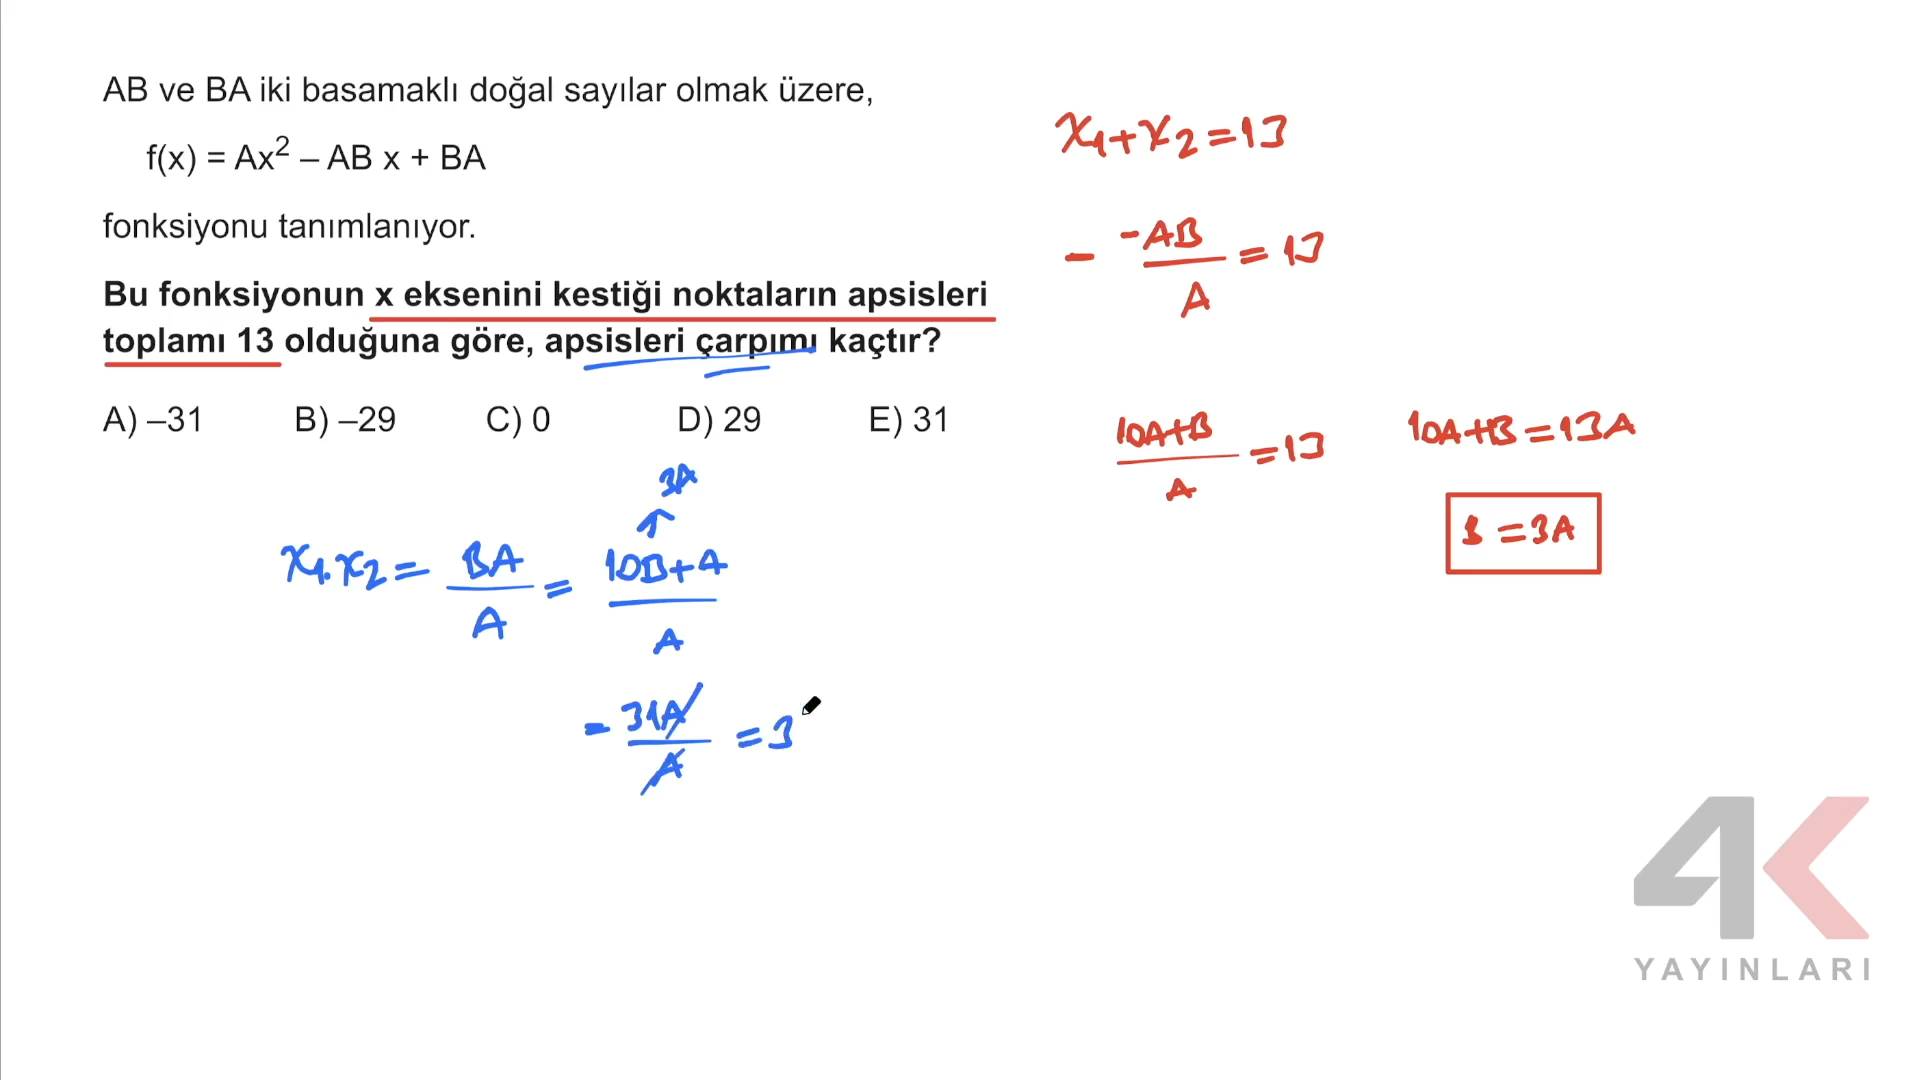 AB ve BA iki basamaklı doğal sayılar olmak üzere,
f(x) = Ax² – AB x + BA
fonksiyonu tanımlanıyor.
Bu fonksiyonun x eksenini kestiği noktaların apsisleri
toplamı 13 olduğuna göre, apsisleri çarpımı kaçtır?
A) –31 B) –29 C) 0 D) 29 E) 31
x₁+x₂=13
- -AB/A = 13
10A+B/A = 13 10A+B=13A
B=3A
3A
↑
x₁.x₂ = BA/A = 10B+A/A
= 31A/A = 3
4K
YAYINLARI